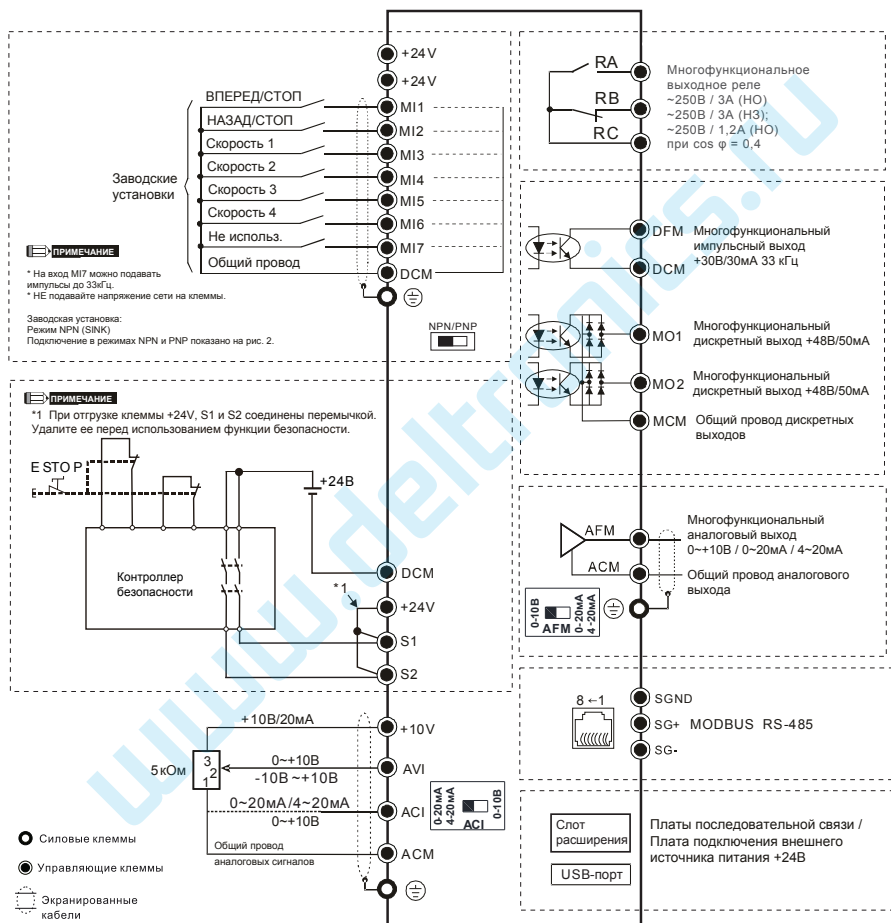 +24V
+24V
ВПЕРЕД/СТОП
MI1
НАЗАД/СТОП
MI2
Скорость 1
MI3
Скорость 2
MI4
Скорость 3
MI5
Скорость 4
MI6
Не использ.
MI7
Общий провод
DCM
Заводские
установки
ПРИМЕЧАНИЕ
* На вход MI7 можно подавать
импульсы до 33кГц.
* НЕ подавайте напряжение сети на клеммы.
Заводская установка:
Режим NPN (SINK)
Подключение в режимах NPN и PNP показано на рис. 2.
NPN/PNP
ПРИМЕЧАНИЕ
*1 При отгрузке клеммы +24V, S1 и S2 соединены перемычкой.
Удалите ее перед использованием функции безопасности.
E STOP
+24В
Контроллер
безопасности
DCM
*1
+24V
S1
S2
+10В/20мА
+10V
5 кОм
3
2
1
0~+10В
-10В ~+10В
AVI
0~20мА/4~20мА
0~+10В
ACI
0-20мА
4-20мА
0-10В
ACI
Общий провод
аналоговых сигналов
ACM
Силовые клеммы
Управляющие клеммы
Экранированные
кабели
RA
RB
RC
Многофункциональное
выходное реле
~250В / 3А (НО)
~250В / 3А (НЗ);
~250В / 1,2А (НО)
при cos φ = 0,4
DFM
DCM
Многофункциональный
импульсный выход
+30В/30мА 33 кГц
MO1
Многофункциональный
дискретный выход +48В/50мА
MO2
Многофункциональный
дискретный выход +48В/50мА
MCM
Общий провод дискретных
выходов
AFM
Многофункциональный
аналоговый выход
0~+10В / 0~20мА / 4~20мА
ACM
Общий провод аналогового
выхода
0-10В
0-20мА
4-20мА
AFM
8 ←1
SGND
SG+ MODBUS RS-485
SG-
Слот
расширения
USB-порт
Платы последовательной связи /
Плата подключения внешнего
источника питания +24В
www.deltronics.ru